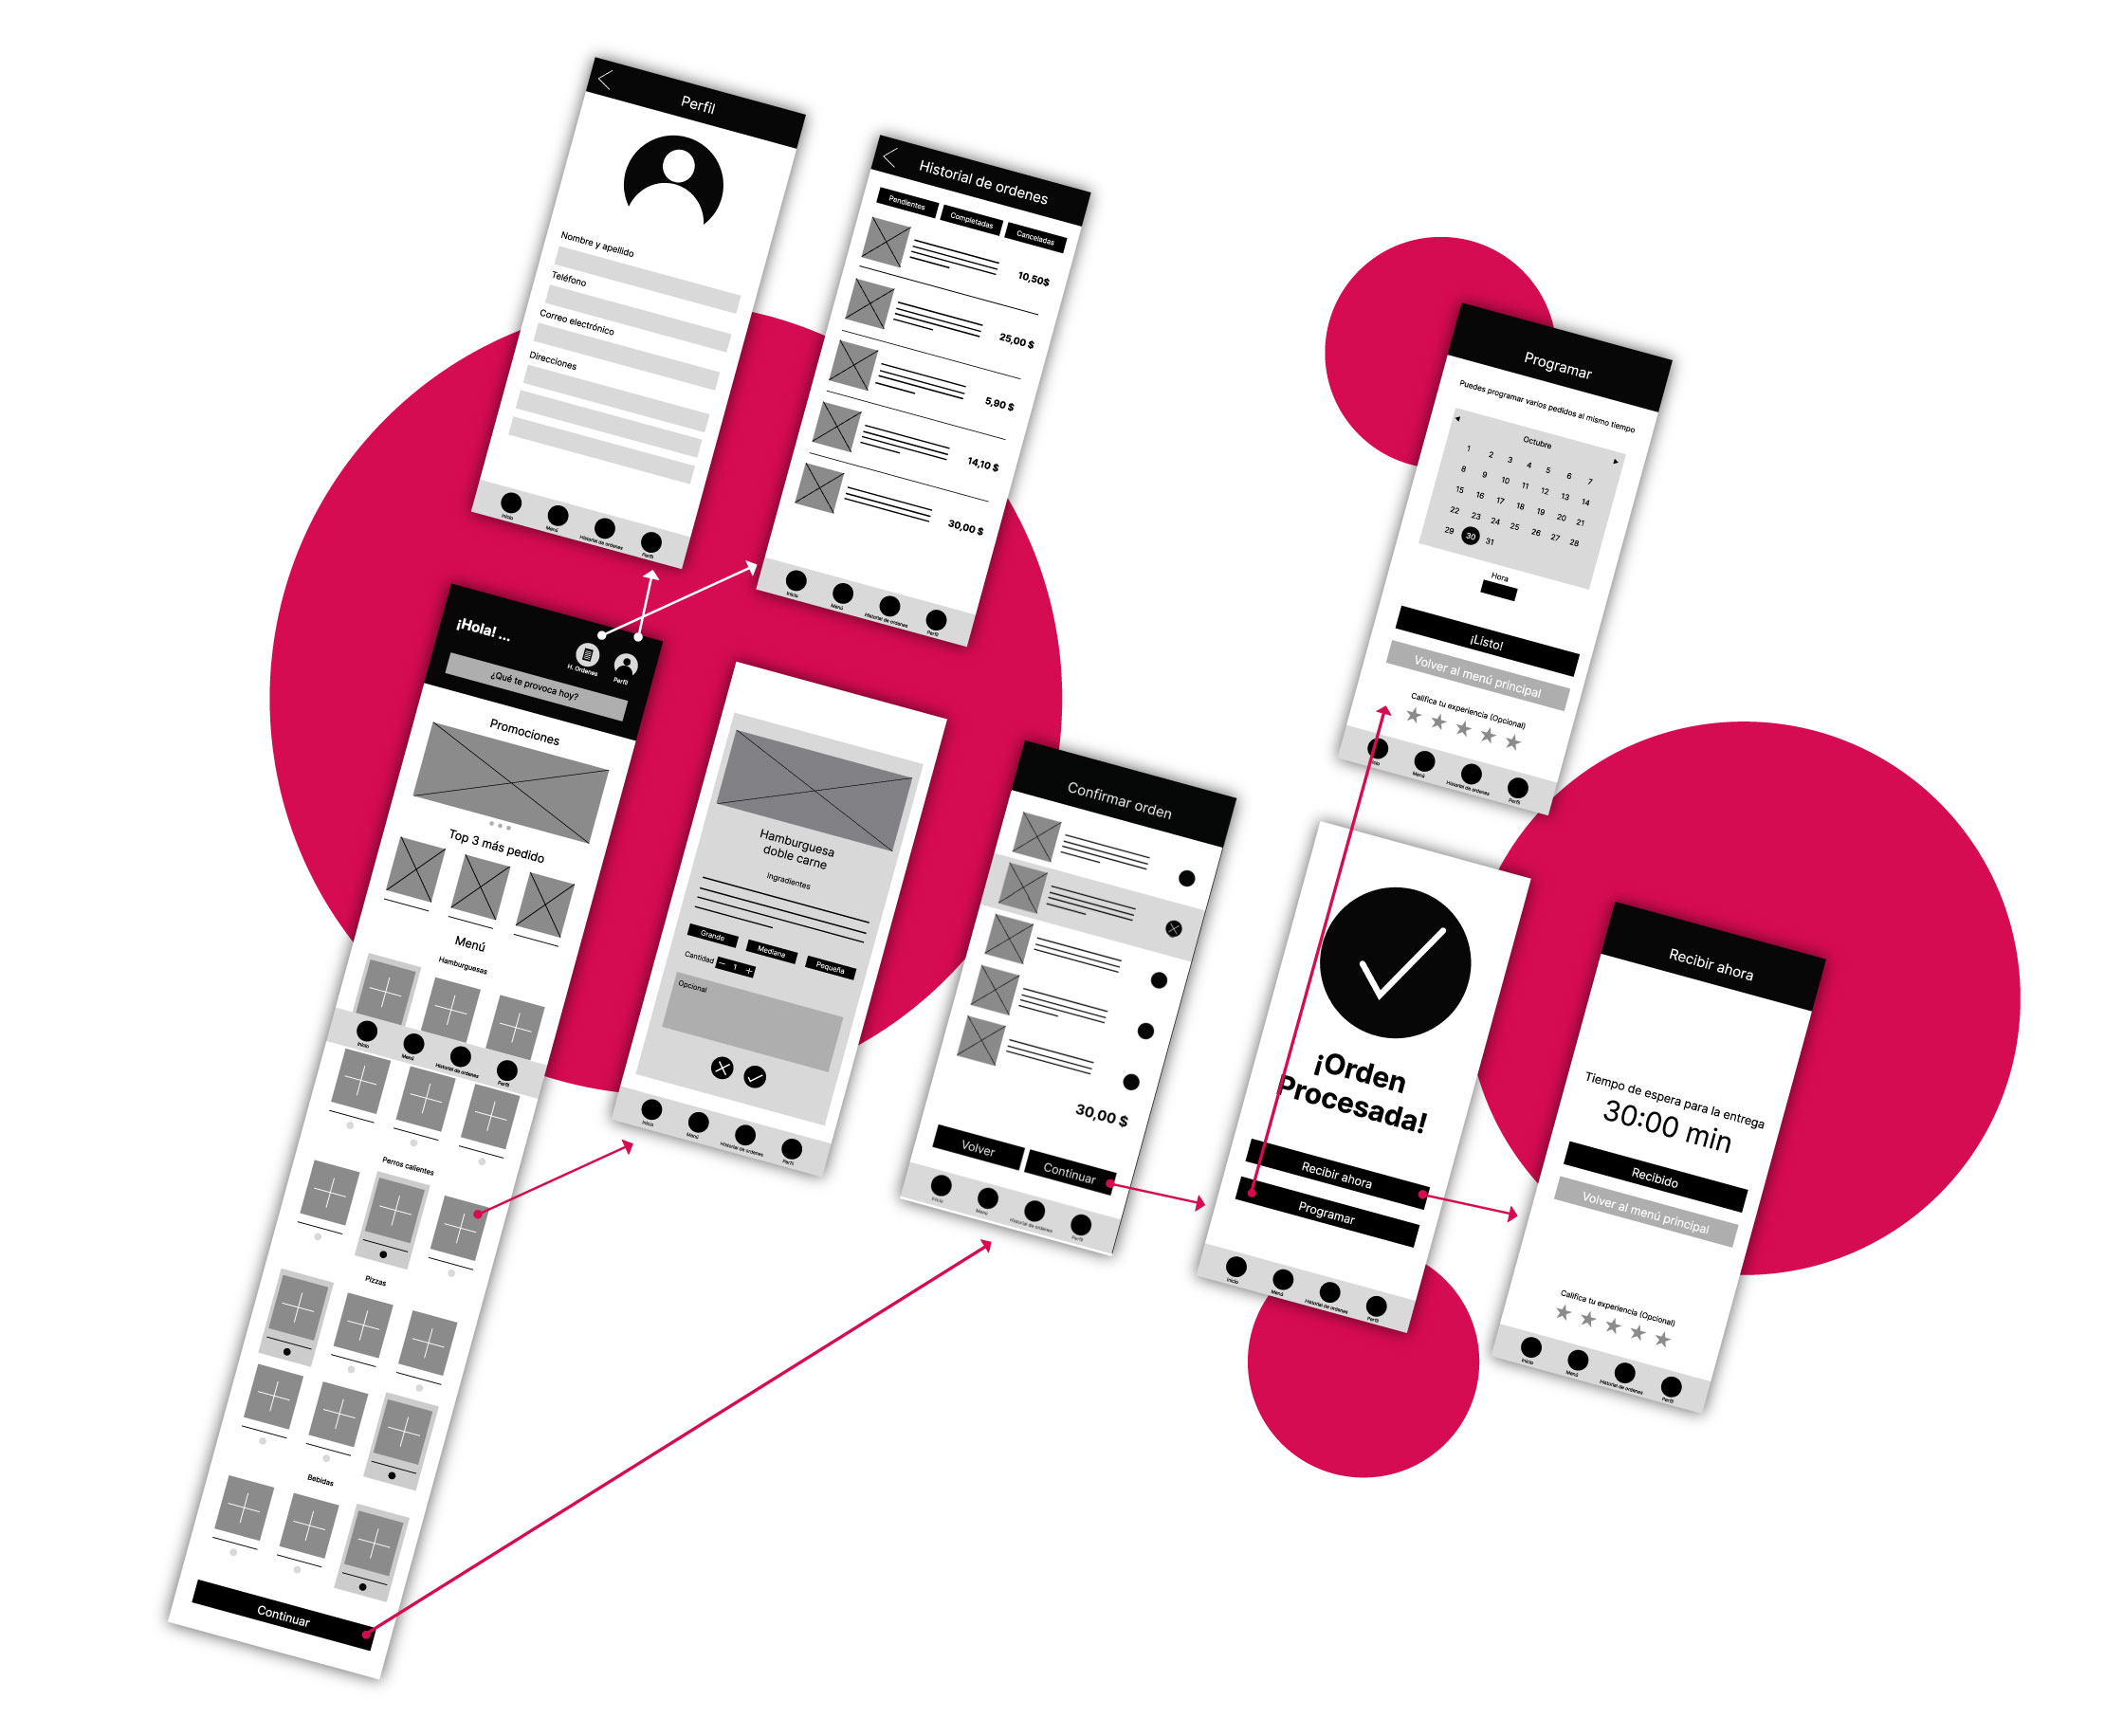 Perfil
Nombre y apellido
Teléfono
Correo electrónico
Direcciones
Inicio
Menú
Historial de ordenes
Perfil
Historial de ordenes
Pendientes
Completadas
Canceladas
10,50$
25,00 $
5,90 $
14,10 $
30,00 $
Inicio
Menú
Historial de ordenes
Perfil
¡Hola! ...
H. Ordenes
Perfil
¿Qué te provoca hoy?
Promociones
Top 3 más pedido
Menú
Hamburguesas
Inicio
Menú
Historial de ordenes
Perfil
Perros calientes
Pizzas
Bebidas
Continuar
Hamburguesa
doble carne
Ingredientes
Grande
Mediana
Pequeña
Cantidad
− 1 +
Opcional
Inicio
Menú
Historial de ordenes
Perfil
Confirmar orden
30,00 $
Volver
Continuar
Inicio
Menú
Historial de ordenes
Perfil
¡Orden
Procesada!
Recibir ahora
Programar
Inicio
Menú
Historial de ordenes
Perfil
Programar
Puedes programar varios pedidos al mismo tiempo
Octubre
1 2 3 4 5 6 7
8 9 10 11 12 13 14
15 16 17 18 19 20 21
22 23 24 25 26 27 28
29 30 31
Hora
¡Listo!
Volver al menú principal
Califica tu experiencia (Opcional)
Menú
Historial de ordenes
Perfil
Recibir ahora
Tiempo de espera para la entrega
30:00 min
Recibido
Volver al menú principal
Califica tu experiencia (Opcional)
Inicio
Menú
Historial de ordenes
Perfil